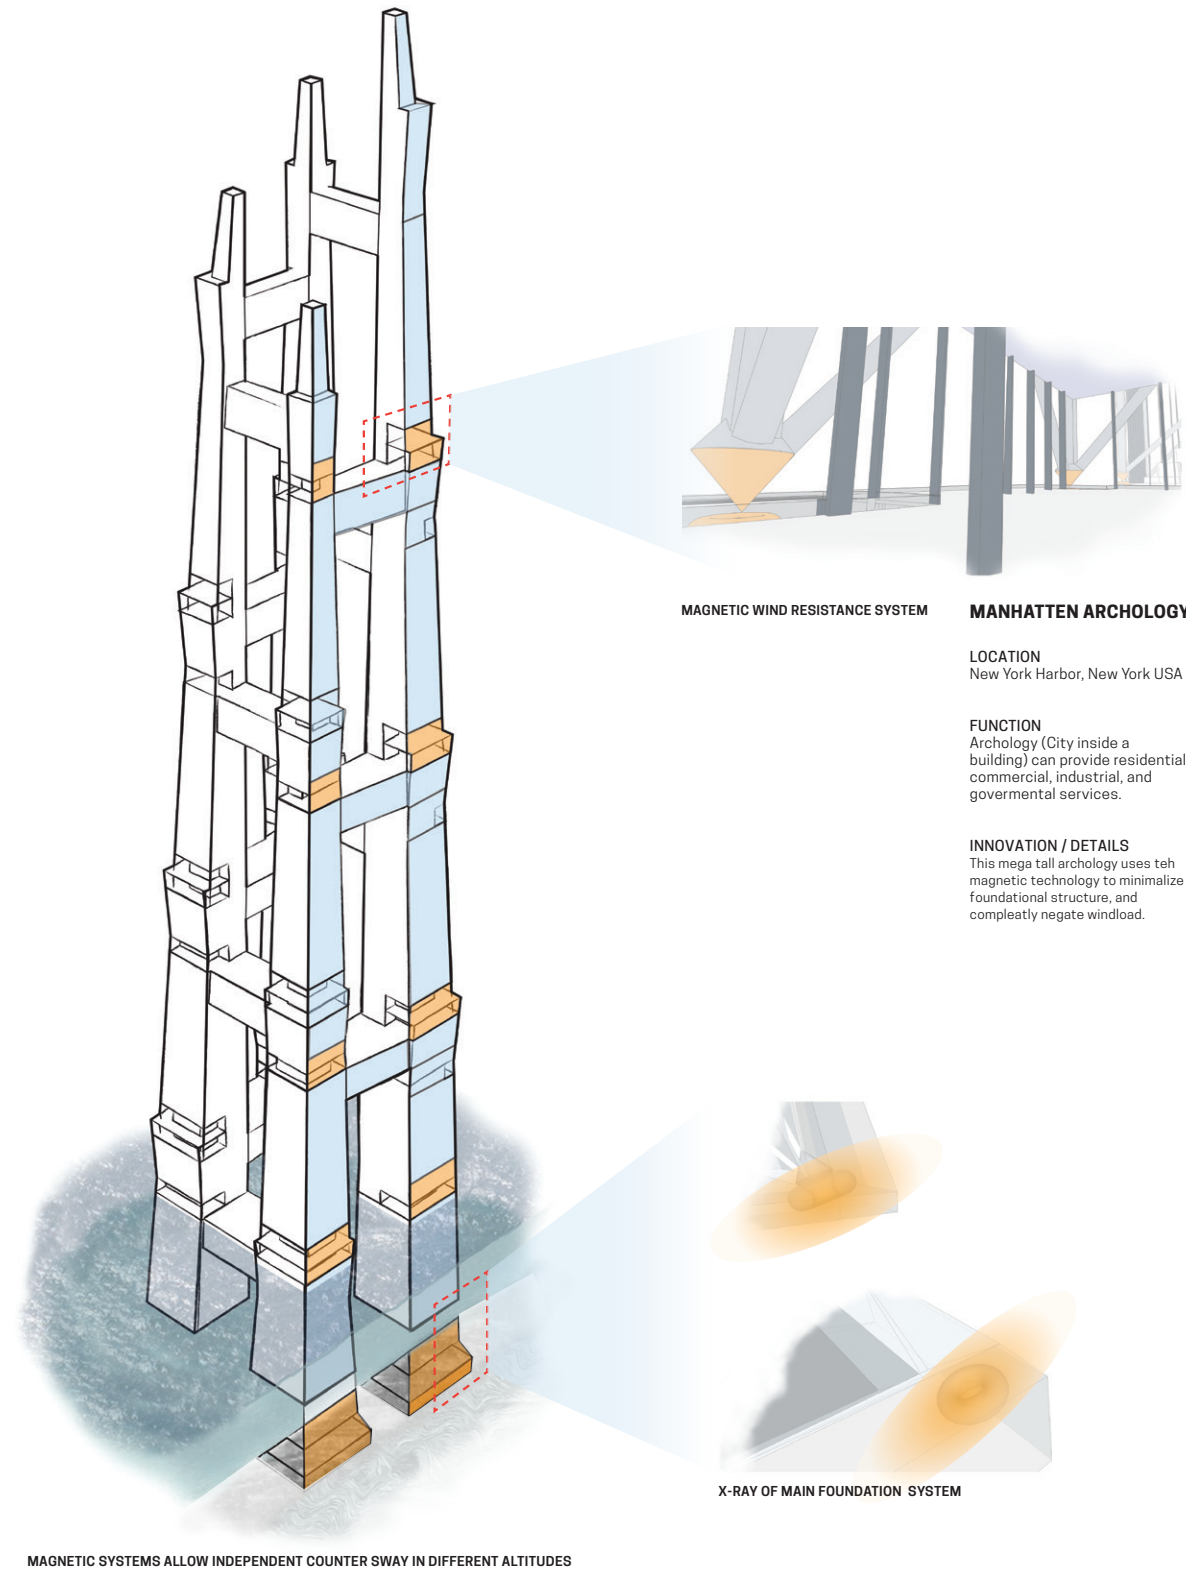 MAGNETIC WIND RESISTANCE SYSTEM
MANHATTEN ARCHOLOGY
LOCATION
New York Harbor, New York USA
FUNCTION
Archology (City inside a
building) can provide residential
commercial, industrial, and
govermental services.
INNOVATION / DETAILS
This mega tall archology uses teh
magnetic technology to minimalize
foundational structure, and
compleatly negate windload.
X-RAY OF MAIN FOUNDATION SYSTEM
MAGNETIC SYSTEMS ALLOW INDEPENDENT COUNTER SWAY IN DIFFERENT ALTITUDES